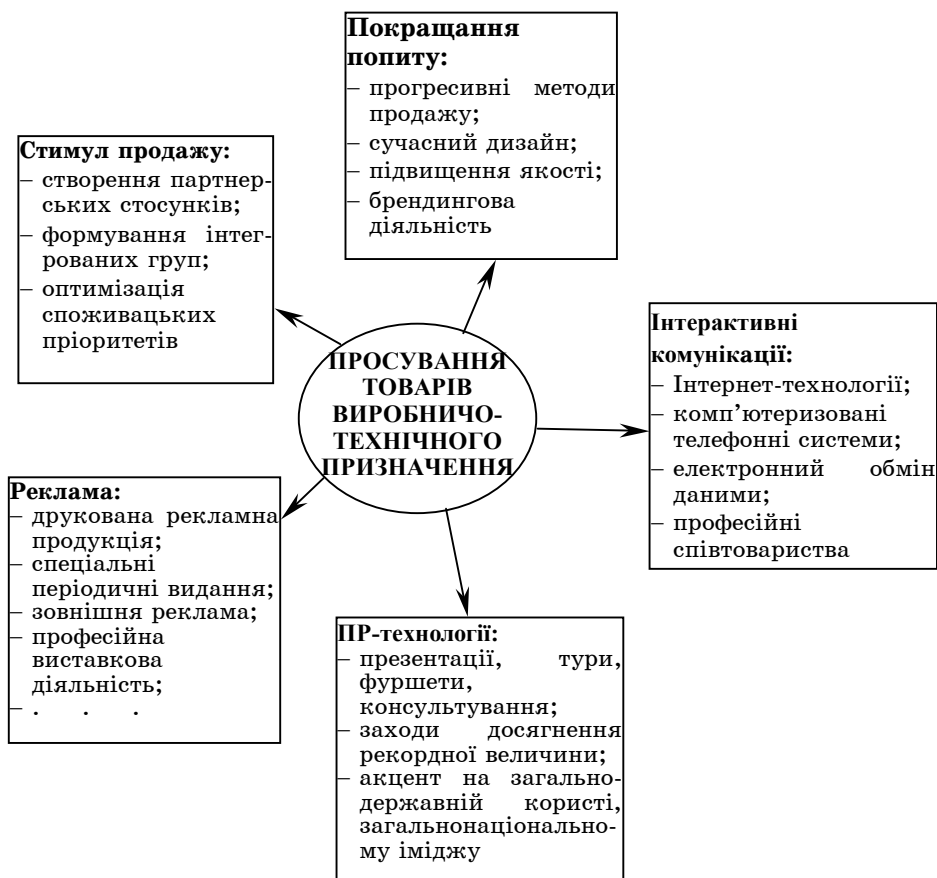 Покращання
попиту:
– прогресивні методи
продажу;
– сучасний дизайн;
– підвищення якості;
– брендингова
діяльність
Стимул продажу:
– створення партнер-
ських стосунків;
– формування інтег-
рованих груп;
– оптимізація
споживацьких
пріоритетів
ПРОСУВАННЯ
ТОВАРІВ
ВИРОБНИЧО-
ТЕХНІЧНОГО
ПРИЗНАЧЕННЯ
Інтерактивні
комунікації:
– Інтернет-технології;
– комп’ютеризовані
телефонні системи;
– електронний обмін
даними;
– професійні
співтовариства
Реклама:
– друкована рекламна
продукція;
– спеціальні
періодичні видання;
– зовнішня реклама;
– професійна
виставкова
діяльність;
– . . .
ПР-технології:
– презентації, тури,
фуршети,
консультування;
– заходи досягнення
рекордної величини;
– акцент на загально-
державній користі,
загальнонаціонально-
му іміджу